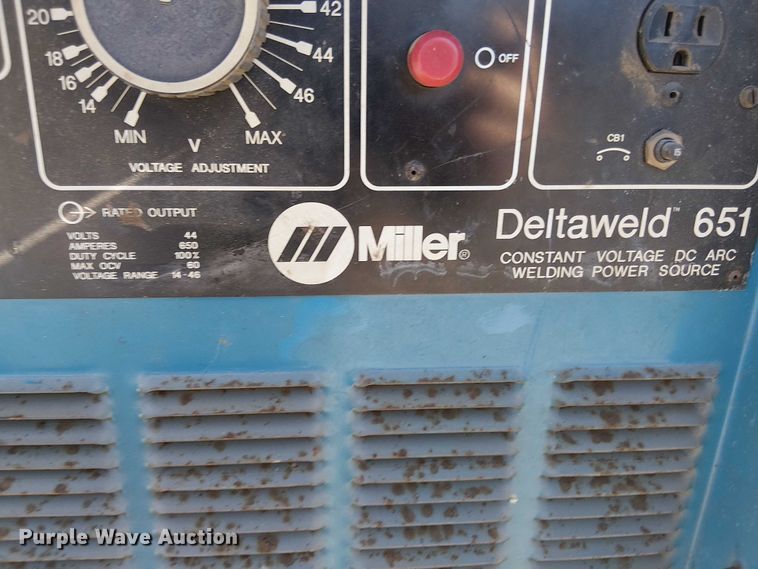 20
18
16
14
42
44
46
MIN
V
MAX
VOLTAGE ADJUSTMENT
OFF
CB1
15
RATED OUTPUT
VOLTS 44
AMPERES 650
DUTY CYCLE 100%
MAX OCV 60
VOLTAGE RANGE 14-46
Miller®
Deltaweld™ 651
CONSTANT VOLTAGE DC ARC
WELDING POWER SOURCE
Purple Wave Auction